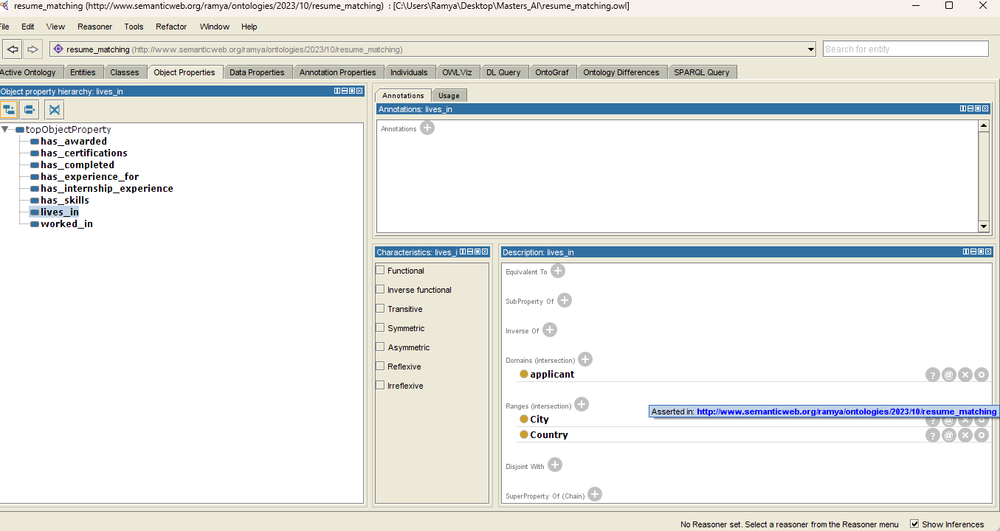 resume_matching (http://www.semanticweb.org/ramya/ontologies/2023/10/resume_matching) : [C:\Users\Ramya\Desktop\Masters_AI\resume_matching.owl]
File Edit View Reasoner Tools Refactor Window Help
resume_matching (http://www.semanticweb.org/ramya/ontologies/2023/10/resume_matching)
Search for entity
Active Ontology Entities Classes Object Properties Data Properties Annotation Properties Individuals OWLViz DL Query OntoGraf Ontology Differences SPARQL Query
Object property hierarchy: lives_in
topObjectProperty
has_awarded
has_certifications
has_completed
has_experience_for
has_internship_experience
has_skills
lives_in
worked_in
Annotations Usage
Annotations: lives_in
Annotations
Characteristics: lives_i
Functional
Inverse functional
Transitive
Symmetric
Asymmetric
Reflexive
Irreflexive
Description: lives_in
Equivalent To
SubProperty Of
Inverse Of
Domains (intersection)
applicant
Ranges (intersection)
Asserted in: http://www.semanticweb.org/ramya/ontologies/2023/10/resume_matching
City
Country
Disjoint With
SuperProperty Of (Chain)
No Reasoner set. Select a reasoner from the Reasoner menu Show Inferences